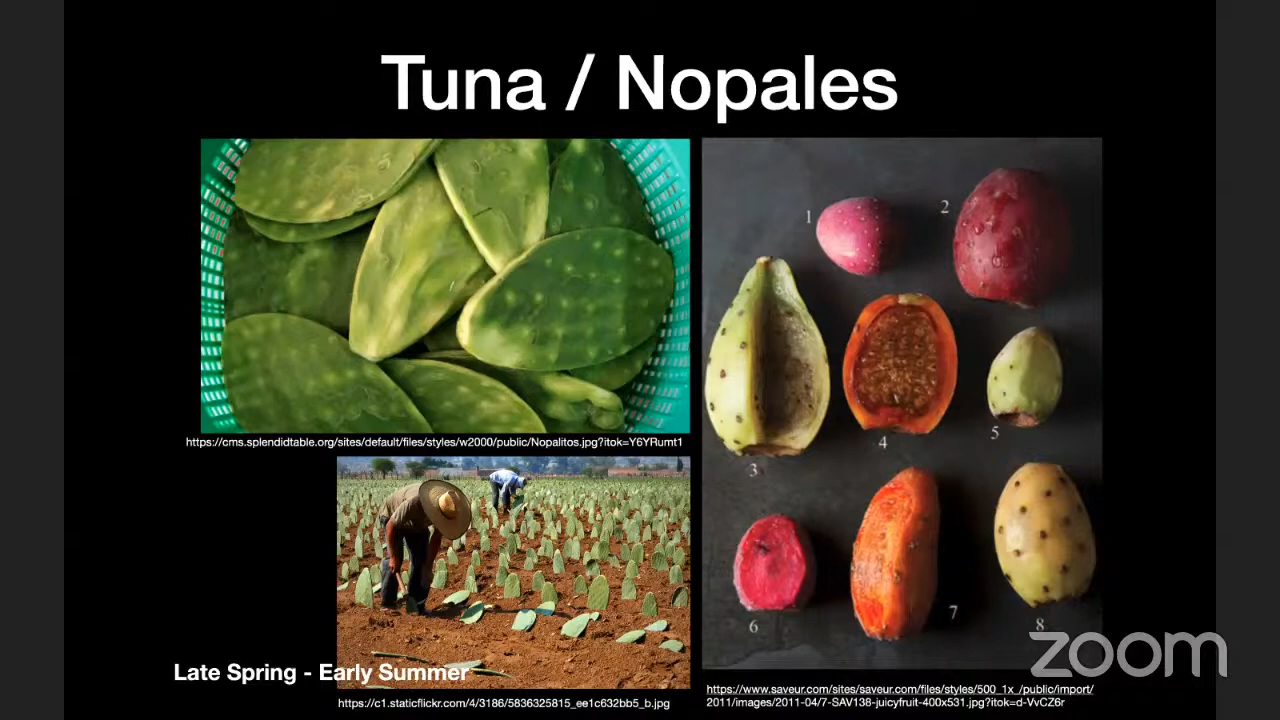 Tuna / Nopales
1
2
3
4
5
6
7
8
https://cms.splendidtable.org/sites/default/files/styles/w2000/public/Nopalitos.jpg?itok=Y6YRumt1
Late Spring - Early Summer
https://c1.staticflickr.com/4/3186/5836325815_ee1c632bb5_b.jpg
https://www.saveur.com/sites/saveur.com/files/styles/500_1x_/public/import/
2011/images/2011-04/7-SAV138-juicyfruit-400x531.jpg?itok=d-VvCZ6r
zoom